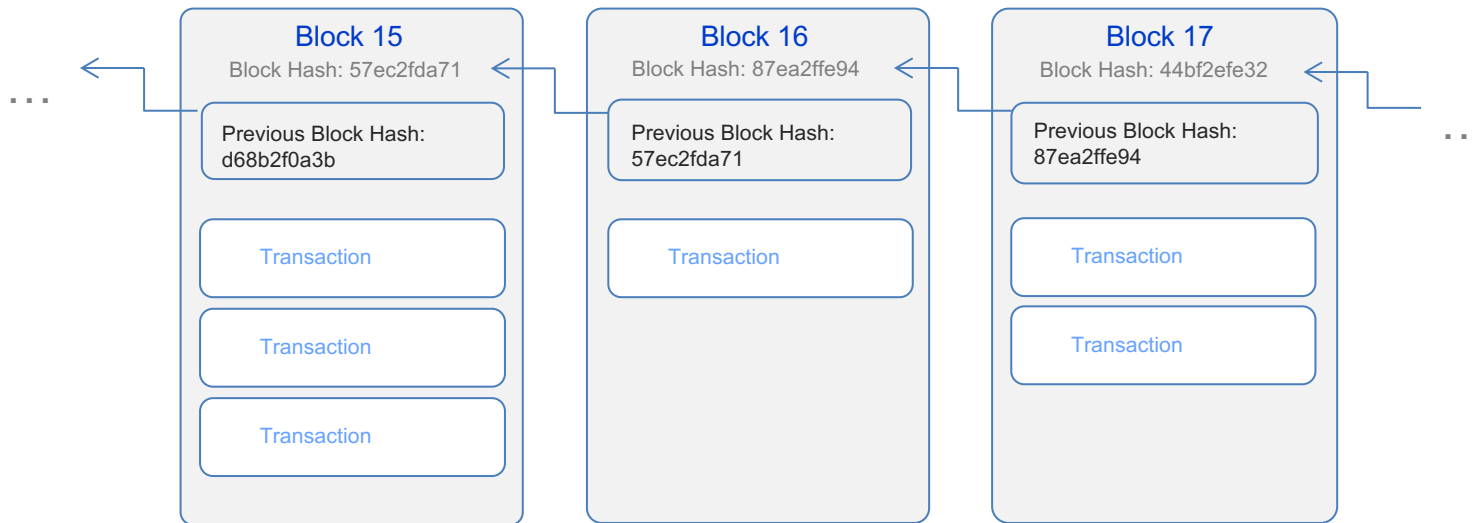 ...
Block 15
Block Hash: 57ec2fda71
Previous Block Hash:
d68b2f0a3b
Transaction
Transaction
Transaction
Block 16
Block Hash: 87ea2ffe94
Previous Block Hash:
57ec2fda71
Transaction
Block 17
Block Hash: 44bf2efe32
Previous Block Hash:
87ea2ffe94
Transaction
Transaction
..